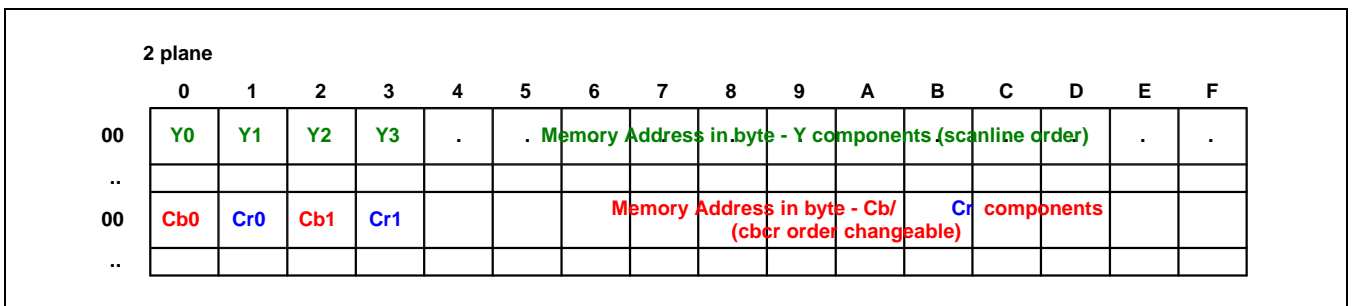 2 plane
0 1 2 3 4 5 6 7 8 9 A B C D E F
00 Y0 Y1 Y2 Y3 . . Memory Address in byte - Y components (scanline order) . .
..
00 Cb0 Cr0 Cb1 Cr1 Memory Address in byte - Cb/ Cr components
(cbcr order changeable)
..